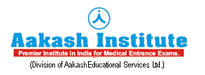 Aakash Institute
Premier Institute in India for Medical Entrance Exams.
(Division of Aakash Educational Services Ltd.)